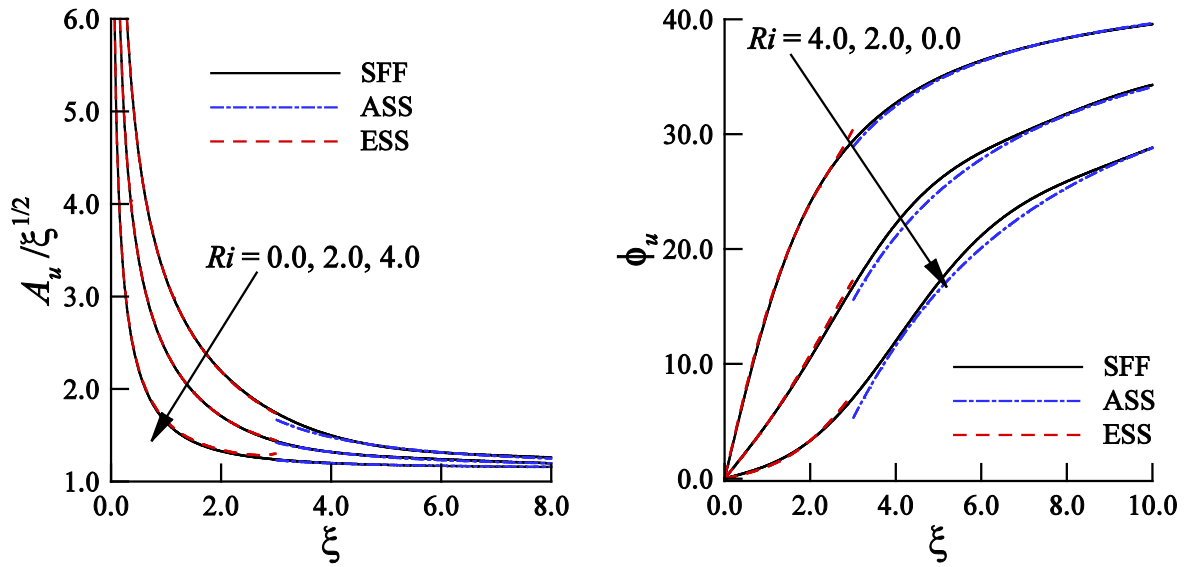 6.0
5.0
4.0
3.0
2.0
1.0
A_u/ξ^{1/2}
SFF
ASS
ESS
Ri = 0.0, 2.0, 4.0
0.0 2.0 4.0 6.0 8.0
ξ
40.0
30.0
20.0
10.0
0.0
ϕ_u
Ri = 4.0, 2.0, 0.0
SFF
ASS
ESS
0.0 2.0 4.0 6.0 8.0 10.0
ξ